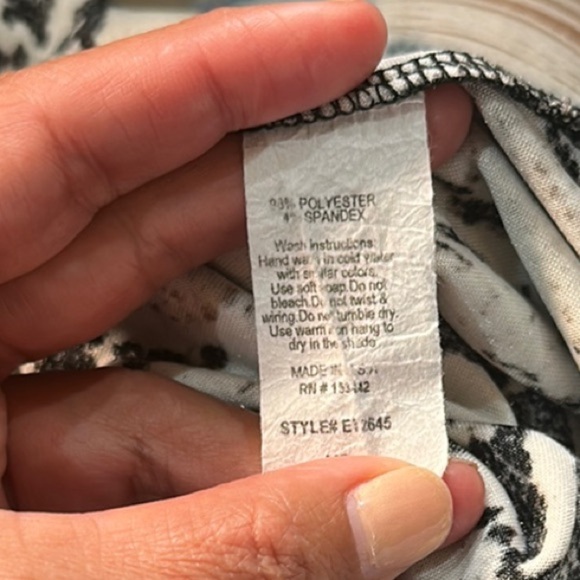 POLYESTER
4% SPANDEX
Wash Instructions:
Hand wash in cold water
with similar colors.
Use soft soap. Do not
bleach. Do not twist &
wiring. Do not tumble dry.
Use warm iron hang to
dry in the shade
MADE IN
RN #
STYLE# E12645